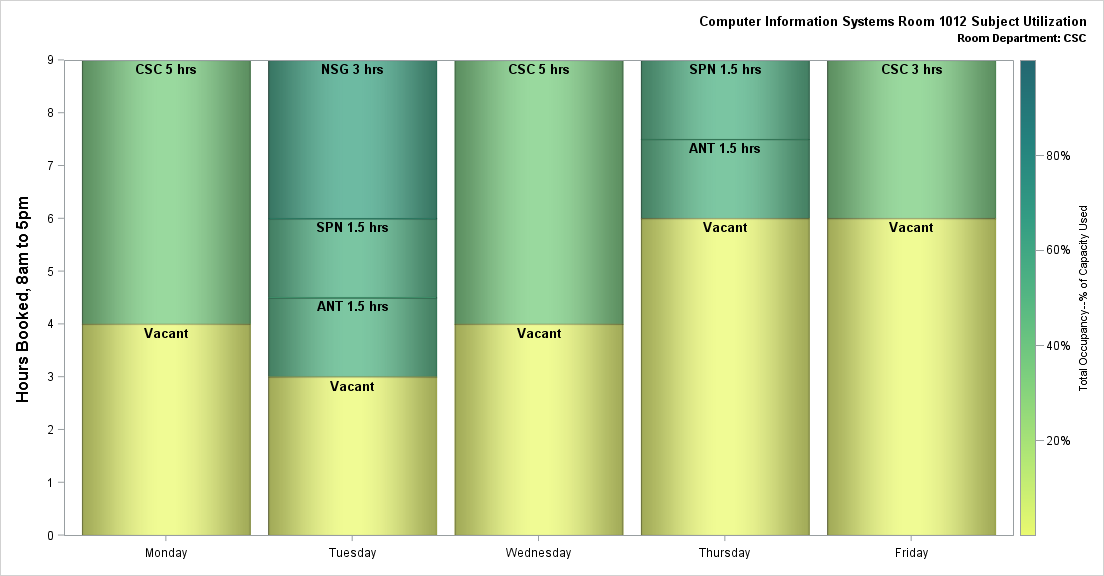 Computer Information Systems Room 1012 Subject Utilization
Room Department: CSC
Hours Booked, 8am to 5pm
9
8
7
6
5
4
3
2
1
0
CSC 5 hrs
Vacant
NSG 3 hrs
SPN 1.5 hrs
ANT 1.5 hrs
Vacant
CSC 5 hrs
Vacant
SPN 1.5 hrs
ANT 1.5 hrs
Vacant
CSC 3 hrs
Vacant
Monday
Tuesday
Wednesday
Thursday
Friday
80%
60%
40%
20%
Total Occupancy--% of Capacity Used